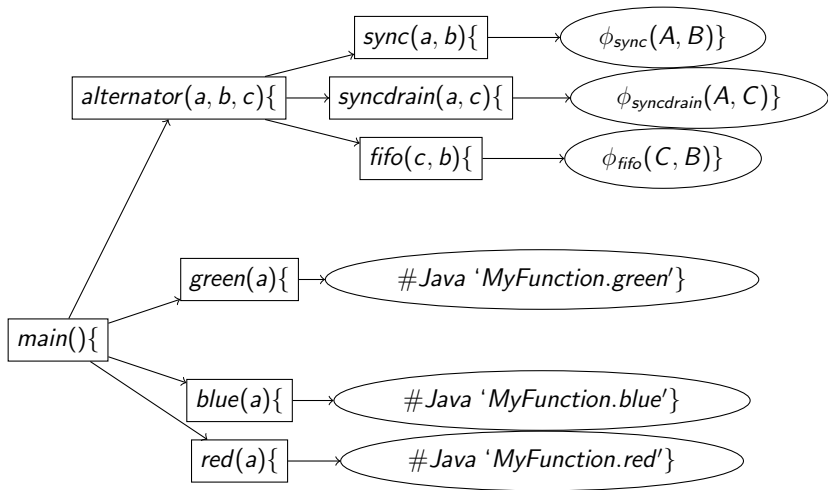 sync(a, b){
ϕsync(A, B)}
alternator(a, b, c){
syncdrain(a, c){
ϕsyncdrain(A, C)}
fifo(c, b){
ϕfifo(C, B)}
green(a){
#Java ‘MyFunction.green’}
main(){
blue(a){
#Java ‘MyFunction.blue’}
red(a){
#Java ‘MyFunction.red’}